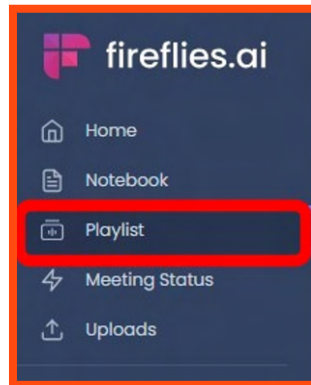 fireflies.ai
Home
Notebook
Playlist
Meeting Status
Uploads